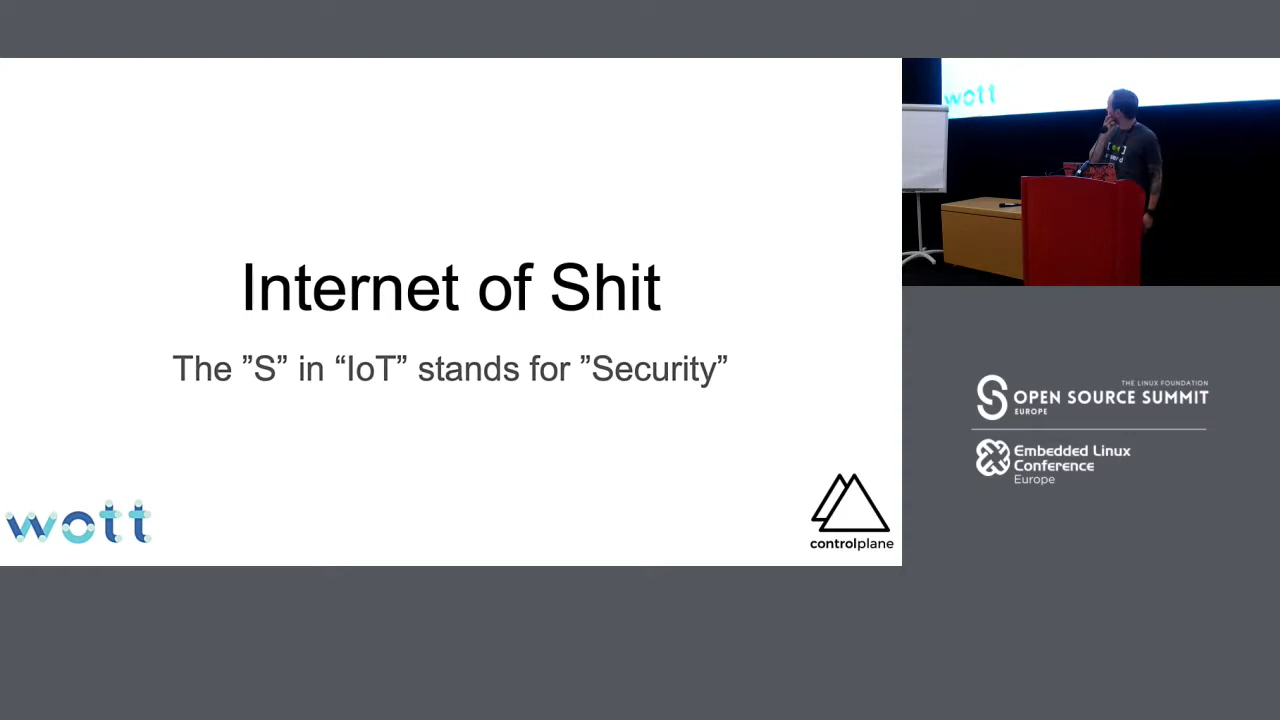 Internet of Shit
The ”S” in “IoT” stands for ”Security”
wott
controlplane
wott
THE LINUX FOUNDATION
OPEN SOURCE SUMMIT
EUROPE
Embedded Linux
Conference
Europe